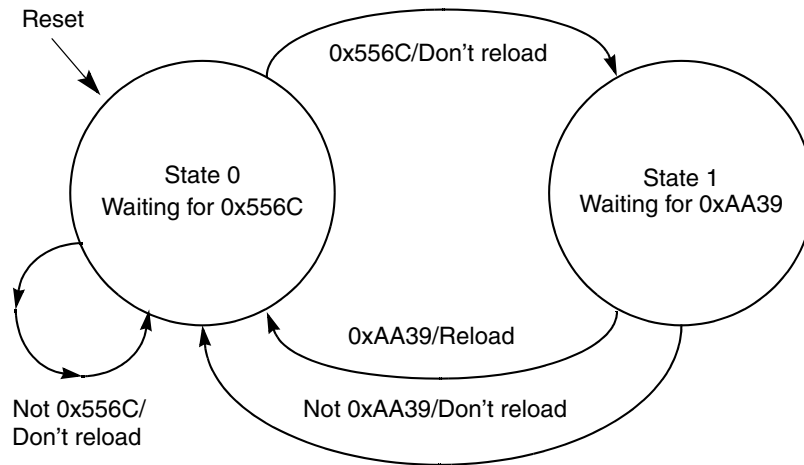 Reset
0x556C/Don't reload
State 0
Waiting for 0x556C
State 1
Waiting for 0xAA39
0xAA39/Reload
Not 0x556C/
Don't reload
Not 0xAA39/Don't reload